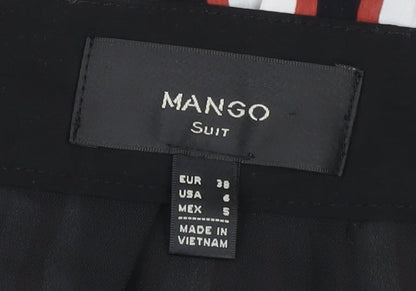 MANGO
SUIT
EUR 38
USA 6
MEX 5
MADE IN
VIETNAM